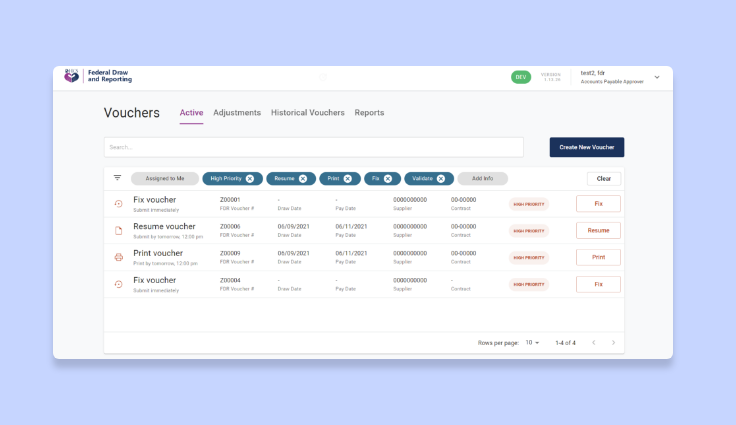 Federal Draw
and Reporting
DEV
VERSION
test2, fdr
Accounts Payable Approver
Vouchers Active Adjustments Historical Vouchers Reports
Search...
Create New Voucher
Assigned to Me High Priority Resume Print Fix Validate Add Info Clear
Fix voucher Z00001 - - 0000000000 00-00000 HIGH PRIORITY Fix
Submit immediately FDR Voucher # Draw Date Pay Date Supplier Contract
Resume voucher Z00006 06/09/2021 06/11/2021 0000000000 00-00000 HIGH PRIORITY Resume
Submit by tomorrow, 12:00 pm FDR Voucher # Draw Date Pay Date Supplier Contract
Print voucher Z00009 06/09/2021 06/11/2021 0000000000 00-00000 HIGH PRIORITY Print
Print by tomorrow, 12:00 pm FDR Voucher # Draw Date Pay Date Supplier Contract
Fix voucher Z00004 - - 0000000000 00-00000 HIGH PRIORITY Fix
Submit immediately FDR Voucher # Draw Date Pay Date Supplier Contract
Rows per page: 10 1-4 of 4